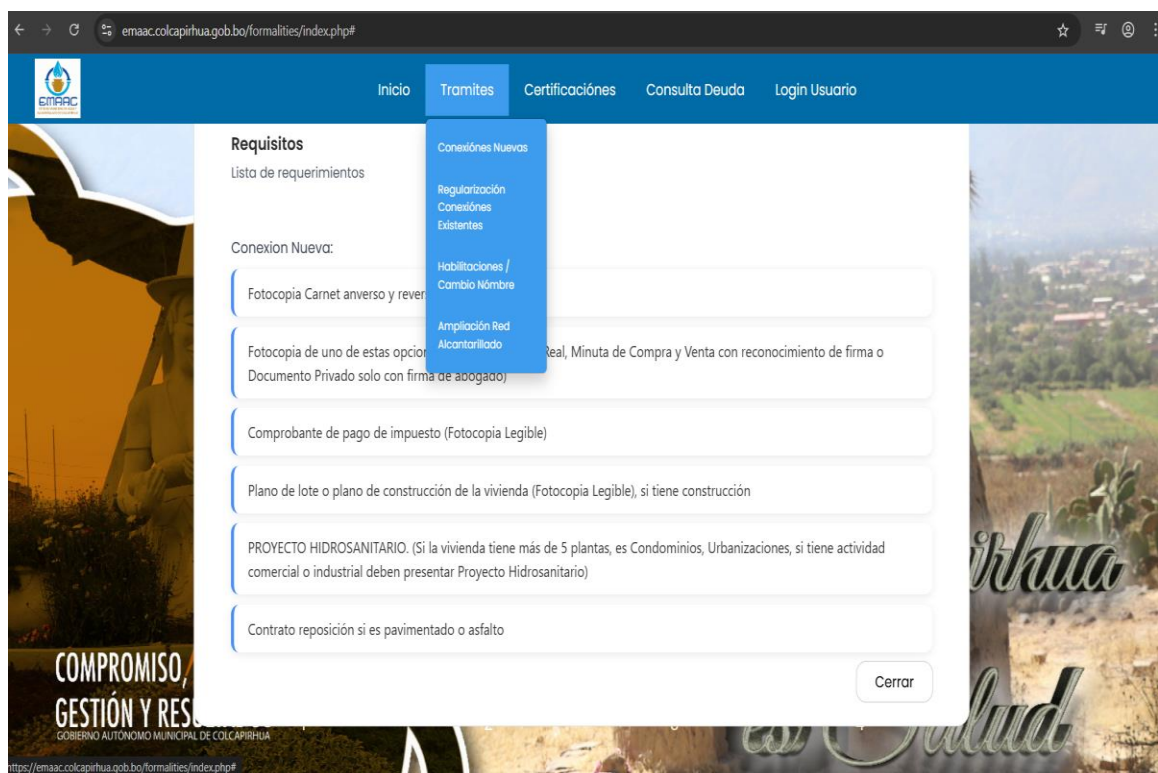 emaac.colcapirhua.gob.bo/formalities/index.php#
EMAAC
Inicio
Tramites
Certificaciónes
Consulta Deuda
Login Usuario
Conexiónes Nuevas
Regularización
Conexiónes
Existentes
Habilitaciones /
Cambio Nómbre
Ampliación Red
Alcantarillado
Requisitos
Lista de requerimientos
Conexion Nueva:
Fotocopia Carnet anverso y rever
Fotocopia de uno de estas opcion Real, Minuta de Compra y Venta con reconocimiento de firma o
Documento Privado solo con firma de abogado)
Comprobante de pago de impuesto (Fotocopia Legible)
Plano de lote o plano de construcción de la vivienda (Fotocopia Legible), si tiene construcción
PROYECTO HIDROSANITARIO. (Si la vivienda tiene más de 5 plantas, es Condominios, Urbanizaciones, si tiene actividad
comercial o industrial deben presentar Proyecto Hidrosanitario)
Contrato reposición si es pavimentado o asfalto
Cerrar
COMPROMISO,
GESTIÓN Y RES
GOBIERNO AUTÓNOMO MUNICIPAL DE COLCAPIRHUA
pirhua
es Salud
https://emaac.colcapirhua.gob.bo/formalities/index.php#